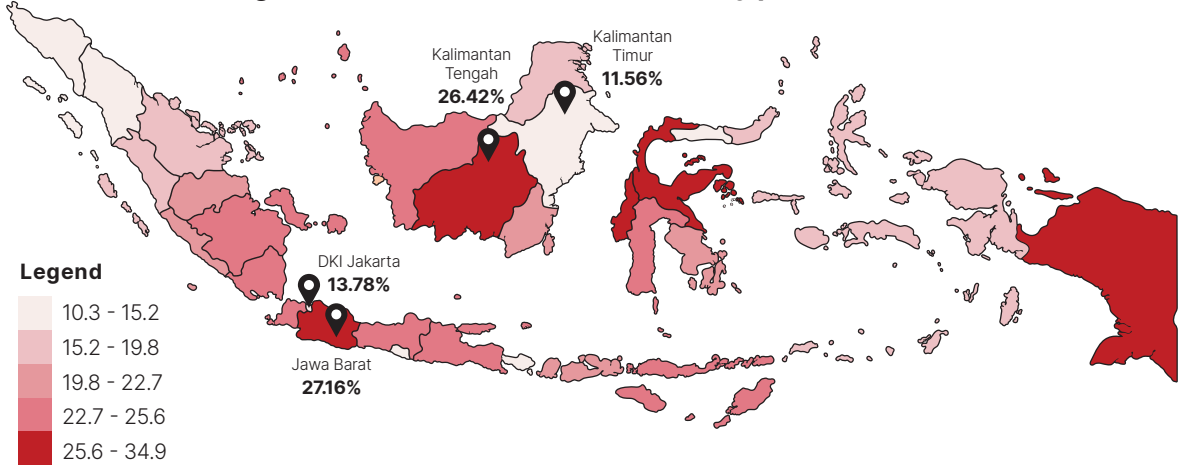 Kalimantan
Timur
11.56%
Kalimantan
Tengah
26.42%
DKI Jakarta
13.78%
Jawa Barat
27.16%
Legend
10.3 - 15.2
15.2 - 19.8
19.8 - 22.7
22.7 - 25.6
25.6 - 34.9